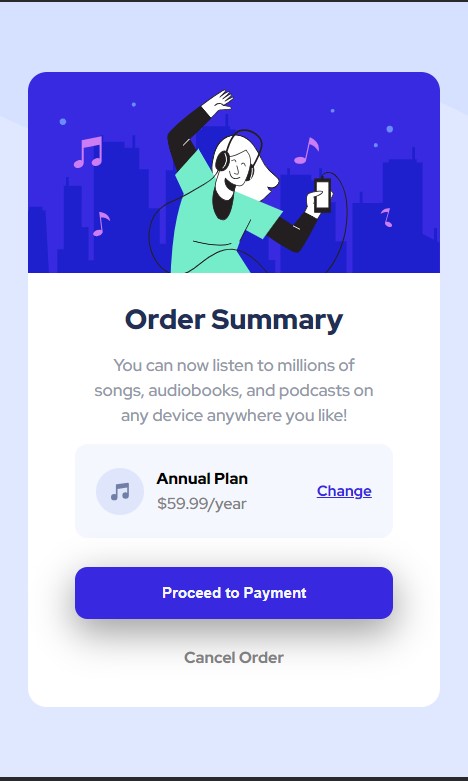 Order Summary
You can now listen to millions of
songs, audiobooks, and podcasts on
any device anywhere you like!
Annual Plan
$59.99/year
Change
Proceed to Payment
Cancel Order